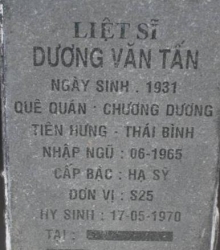 LIỆT SĨ
DƯƠNG VĂN TẤN
NGÀY SINH . 1931
QUÊ QUÁN - CHƯƠNG DƯƠNG
TIÊN HƯNG - THÁI BÌNH
NHẬP NGŨ : 06-1965
CẤP BẬC : HẠ SỸ
ĐƠN VỊ : S25
HY SINH : 17-05-1970
TẠI :